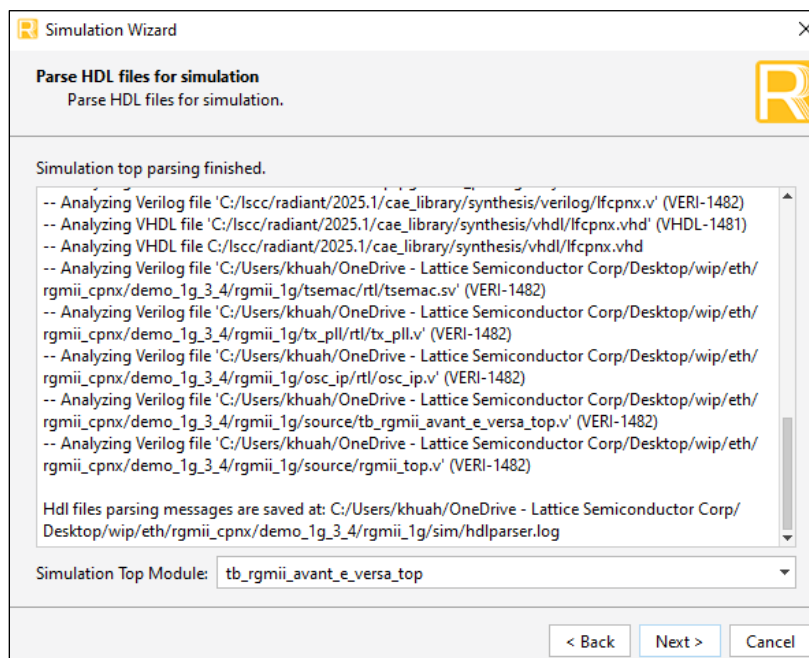 Simulation Wizard
Parse HDL files for simulation
Parse HDL files for simulation.
Simulation top parsing finished.
-- Analyzing Verilog file 'C:/lscc/radiant/2025.1/cae_library/synthesis/verilog/lfcpnx.v' (VERI-1482)
-- Analyzing VHDL file 'C:/lscc/radiant/2025.1/cae_library/synthesis/vhdl/lfcpnx.vhd' (VHDL-1481)
-- Analyzing VHDL file C:/lscc/radiant/2025.1/cae_library/synthesis/vhdl/lfcpnx.vhd
-- Analyzing Verilog file 'C:/Users/khuah/OneDrive - Lattice Semiconductor Corp/Desktop/wip/eth/
rgmii_cpnx/demo_1g_3_4/rgmii_1g/tsemac/rtl/tsemac.sv' (VERI-1482)
-- Analyzing Verilog file 'C:/Users/khuah/OneDrive - Lattice Semiconductor Corp/Desktop/wip/eth/
rgmii_cpnx/demo_1g_3_4/rgmii_1g/tx_pll/rtl/tx_pll.v' (VERI-1482)
-- Analyzing Verilog file 'C:/Users/khuah/OneDrive - Lattice Semiconductor Corp/Desktop/wip/eth/
rgmii_cpnx/demo_1g_3_4/rgmii_1g/osc_ip/rtl/osc_ip.v' (VERI-1482)
-- Analyzing Verilog file 'C:/Users/khuah/OneDrive - Lattice Semiconductor Corp/Desktop/wip/eth/
rgmii_cpnx/demo_1g_3_4/rgmii_1g/source/tb_rgmii_avant_e_versa_top.v' (VERI-1482)
-- Analyzing Verilog file 'C:/Users/khuah/OneDrive - Lattice Semiconductor Corp/Desktop/wip/eth/
rgmii_cpnx/demo_1g_3_4/rgmii_1g/source/rgmii_top.v' (VERI-1482)
Hdl files parsing messages are saved at: C:/Users/khuah/OneDrive - Lattice Semiconductor Corp/
Desktop/wip/eth/rgmii_cpnx/demo_1g_3_4/rgmii_1g/sim/hdlparser.log
Simulation Top Module: tb_rgmii_avant_e_versa_top
< Back Next > Cancel